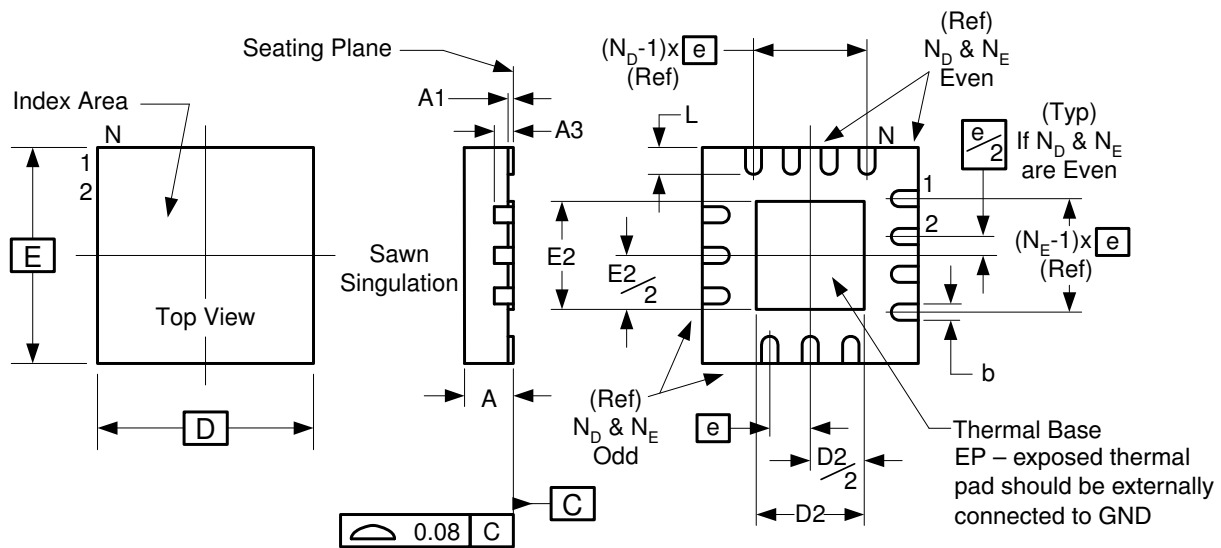 Index Area
N
1
2
E
Top View
D
Seating Plane
A1
A3
Sawn
Singulation
A
0.08 C
C
(N_D-1)x e
(Ref)
(Ref)
N_D & N_E
Even
L
N
e/2
(Typ)
If N_D & N_E
are Even
1
2
E2
E2/2
(N_E-1)x e
(Ref)
b
(Ref)
N_D & N_E
Odd
e
D2/2
D2
Thermal Base
EP – exposed thermal
pad should be externally
connected to GND